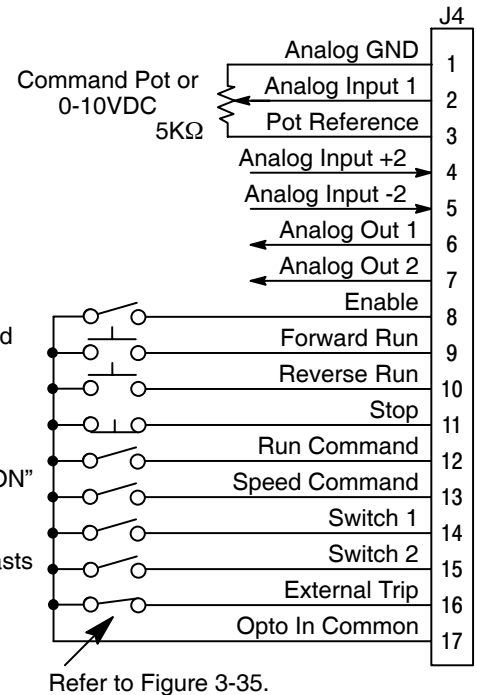 J4
Analog GND 1
Command Pot or
0-10VDC
Analog Input 1 2
5KΩ
Pot Reference 3
Analog Input +2 4
Analog Input -2 5
Analog Out 1 6
Analog Out 2 7
Enable 8
Forward Run 9
Reverse Run 10
Stop 11
Run Command 12
Speed Command 13
Switch 1 14
Switch 2 15
External Trip 16
Opto In Common 17
Refer to Figure 3-35.